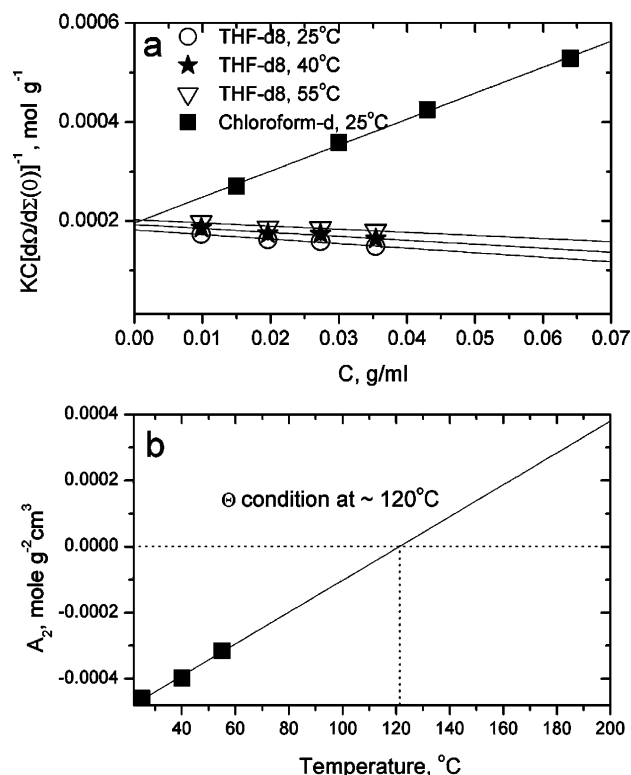 0.0006
a
THF-d8, 25°C
THF-d8, 40°C
THF-d8, 55°C
Chloroform-d, 25°C
0.0004
0.0002
KC[dΩ/dΣ(0)]⁻¹, mol g⁻¹
0.00 0.01 0.02 0.03 0.04 0.05 0.06 0.07
C, g/ml
0.0004
b
0.0002
Θ condition at ~ 120°C
0.0000
-0.0002
-0.0004
A₂, mole g⁻²cm³
40 60 80 100 120 140 160 180 200
Temperature, °C